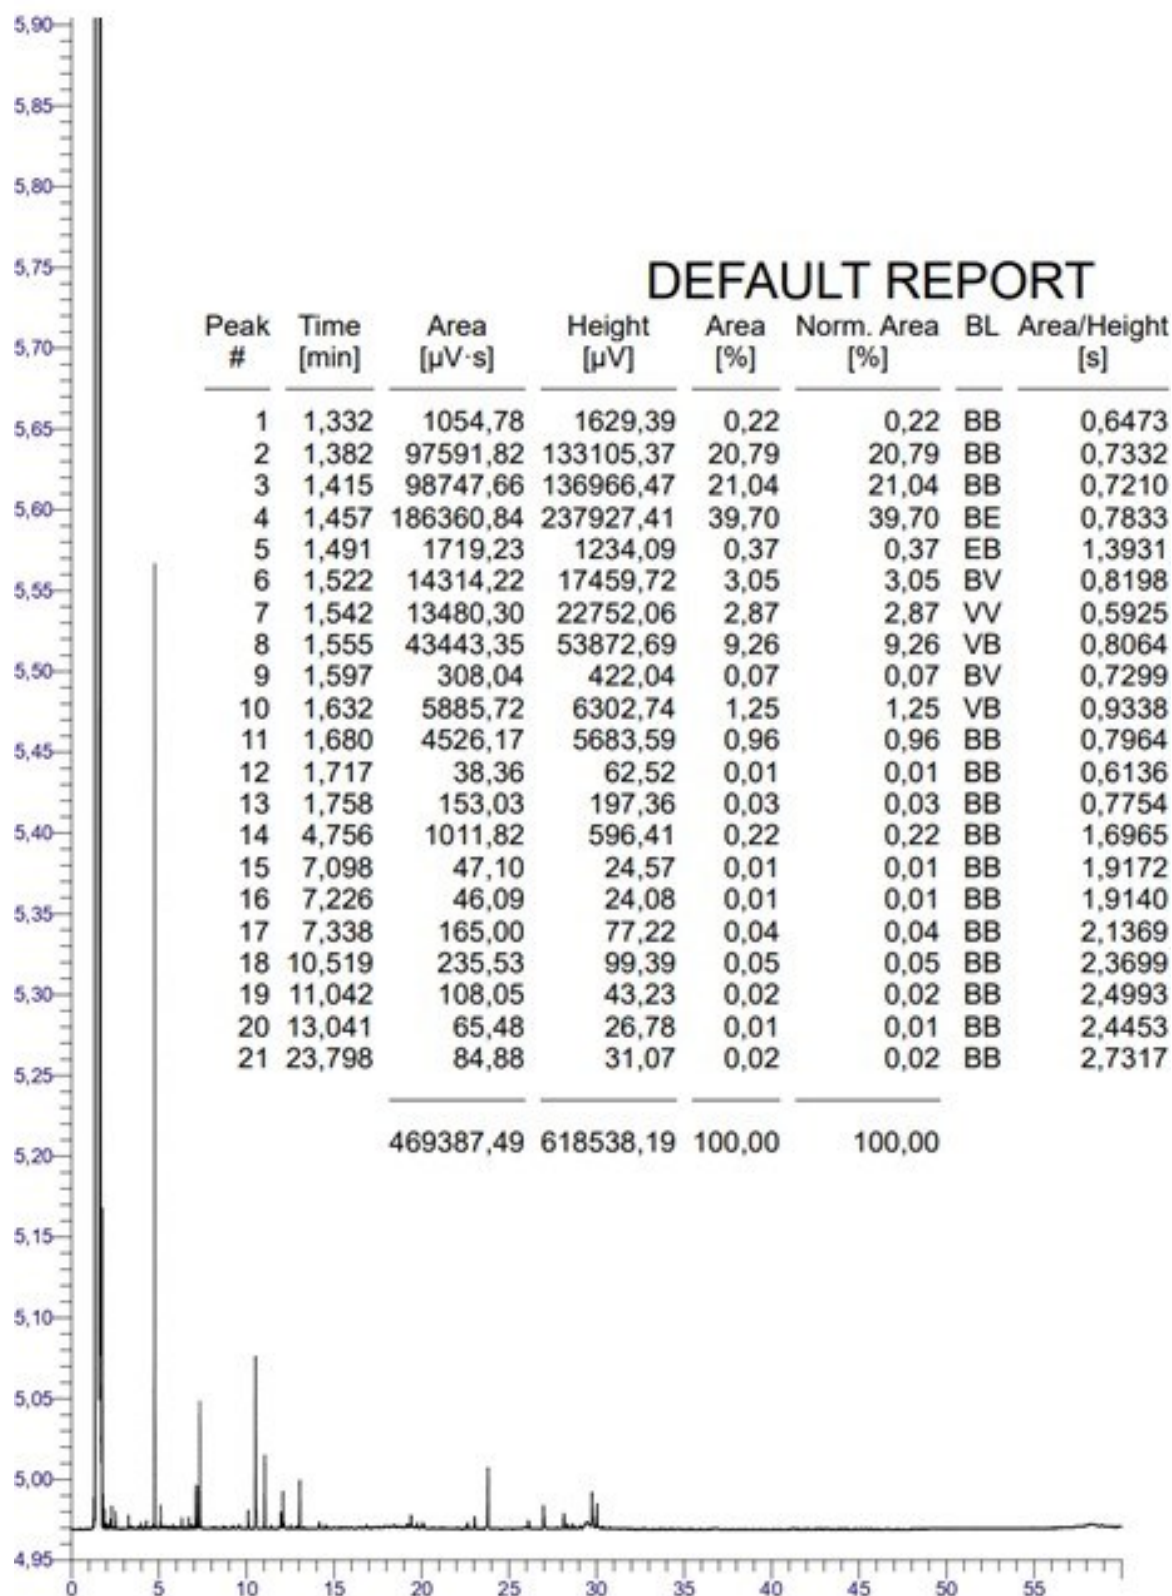 5,90
5,85
5,80
5,75
DEFAULT REPORT
Peak Time Area Height Area Norm. Area BL Area/Height
# [min] [µV·s] [µV] [%] [%] [s]
5,70
5,65
1 1,332 1054,78 1629,39 0,22 0,22 BB 0,6473
2 1,382 97591,82 133105,37 20,79 20,79 BB 0,7332
3 1,415 98747,66 136966,47 21,04 21,04 BB 0,7210
5,60
4 1,457 186360,84 237927,41 39,70 39,70 BE 0,7833
5 1,491 1719,23 1234,09 0,37 0,37 EB 1,3931
5,55
6 1,522 14314,22 17459,72 3,05 3,05 BV 0,8198
7 1,542 13480,30 22752,06 2,87 2,87 VV 0,5925
8 1,555 43443,35 53872,69 9,26 9,26 VB 0,8064
5,50
9 1,597 308,04 422,04 0,07 0,07 BV 0,7299
10 1,632 5885,72 6302,74 1,25 1,25 VB 0,9338
5,45
11 1,680 4526,17 5683,59 0,96 0,96 BB 0,7964
12 1,717 38,36 62,52 0,01 0,01 BB 0,6136
13 1,758 153,03 197,36 0,03 0,03 BB 0,7754
5,40
14 4,756 1011,82 596,41 0,22 0,22 BB 1,6965
15 7,098 47,10 24,57 0,01 0,01 BB 1,9172
16 7,226 46,09 24,08 0,01 0,01 BB 1,9140
5,35
17 7,338 165,00 77,22 0,04 0,04 BB 2,1369
18 10,519 235,53 99,39 0,05 0,05 BB 2,3699
5,30
19 11,042 108,05 43,23 0,02 0,02 BB 2,4993
20 13,041 65,48 26,78 0,01 0,01 BB 2,4453
21 23,798 84,88 31,07 0,02 0,02 BB 2,7317
5,25
469387,49 618538,19 100,00 100,00
5,20
5,15
5,10
5,05
5,00
4,95
0 5 10 15 20 25 30 35 40 45 50 55